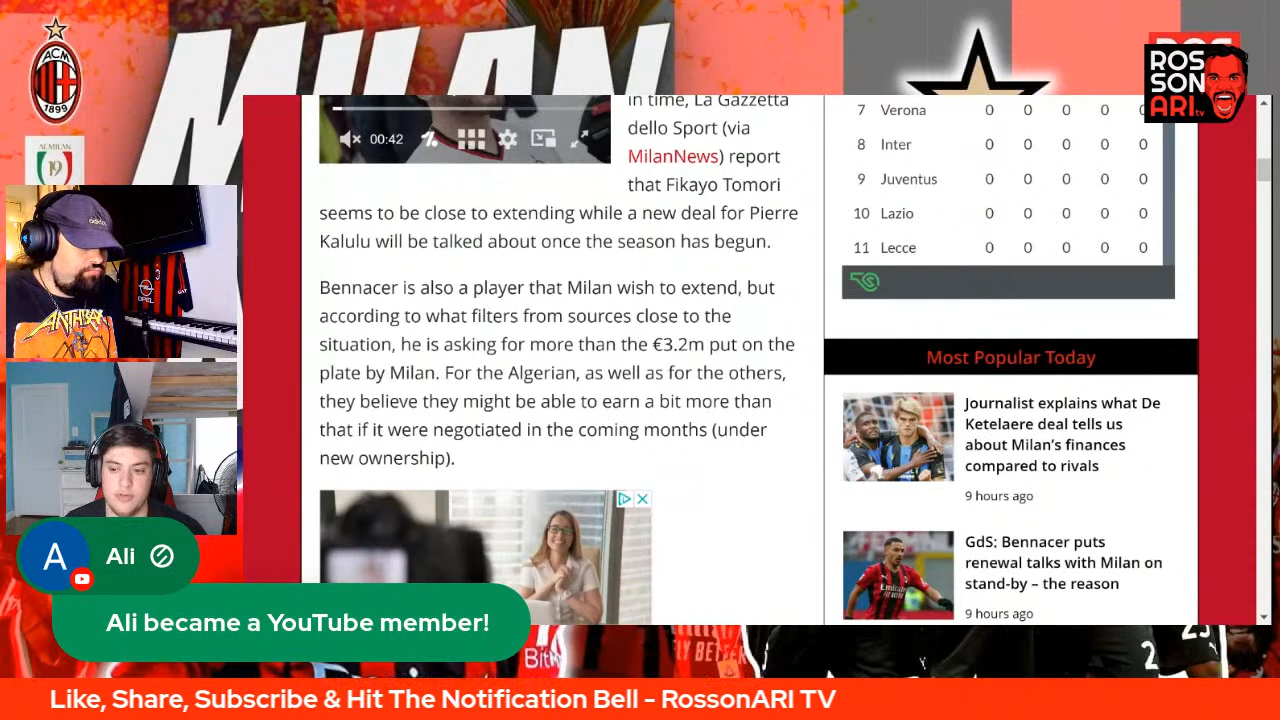 MILAN
ACM
1899
AC MILAN
19
ROS
SON
ARI
TV
adidas
OPEL
ANTHRAX
00:42
in time, La Gazzetta
dello Sport (via
MilanNews) report
that Fikayo Tomori
seems to be close to extending while a new deal for Pierre
Kalulu will be talked about once the season has begun.
Bennacer is also a player that Milan wish to extend, but
according to what filters from sources close to the
situation, he is asking for more than the €3.2m put on the
plate by Milan. For the Algerian, as well as for the others,
they believe they might be able to earn a bit more than
that if it were negotiated in the coming months (under
new ownership).
7 Verona 0 0 0 0 0
8 Inter 0 0 0 0 0
9 Juventus 0 0 0 0 0
10 Lazio 0 0 0 0 0
11 Lecce 0 0 0 0 0
Most Popular Today
Journalist explains what De
Ketelaere deal tells us
about Milan’s finances
compared to rivals
9 hours ago
GdS: Bennacer puts
renewal talks with Milan on
stand-by – the reason
9 hours ago
A
Ali
Ali became a YouTube member!
Like, Share, Subscribe & Hit The Notification Bell - RossonARI TV